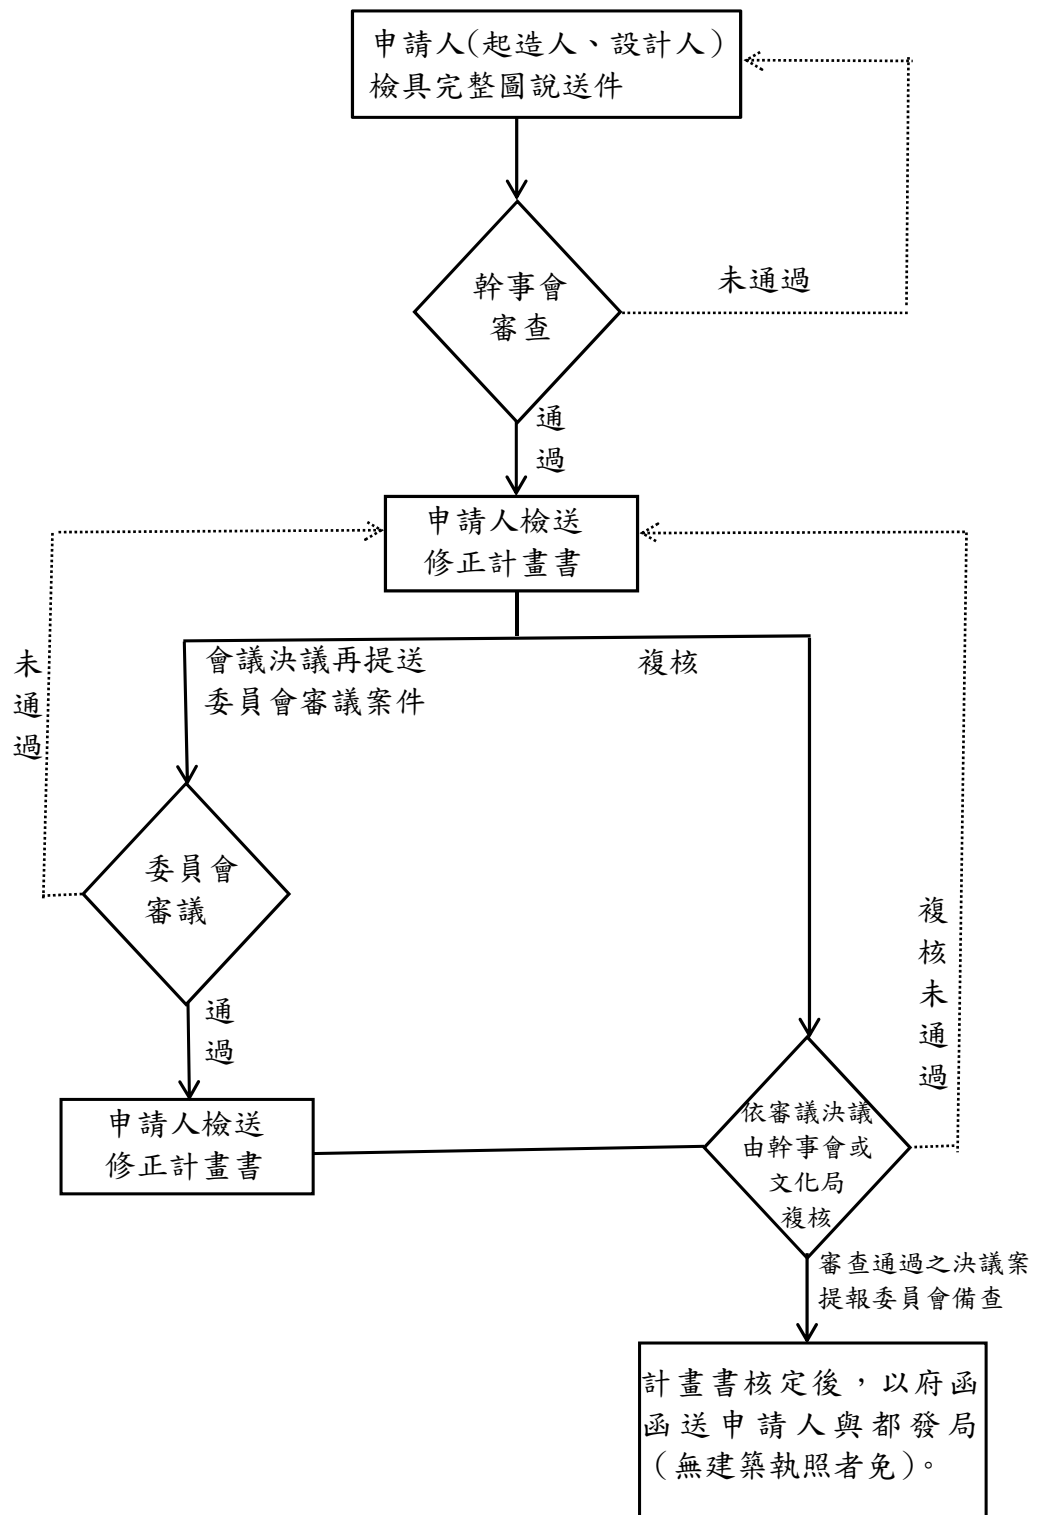 申請人(起造人、設計人)
檢具完整圖說送件
幹事會
審查
未通過
通
過
申請人檢送
修正計畫書
未
通
過
會議決議再提送
委員會審議案件
複核
委員會
審議
通
過
複
核
未
通
過
申請人檢送
修正計畫書
依審議決議
由幹事會或
文化局
複核
審查通過之決議案
提報委員會備查
計畫書核定後，以府函
函送申請人與都發局
（無建築執照者免）。